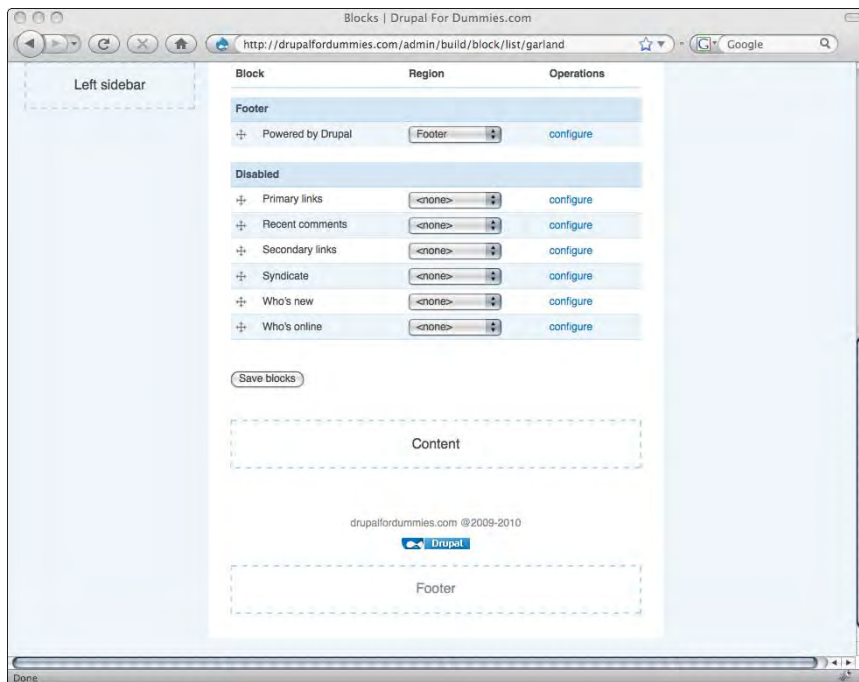 Blocks | Drupal For Dummies.com
http://drupalfordummies.com/admin/build/block/list/garland
G Google
Left sidebar
Block Region Operations
Footer
Powered by Drupal Footer configure
Disabled
Primary links <none> configure
Recent comments <none> configure
Secondary links <none> configure
Syndicate <none> configure
Who's new <none> configure
Who's online <none> configure
Save blocks
Content
drupalfordummies.com @2009-2010
Drupal
Footer
Done